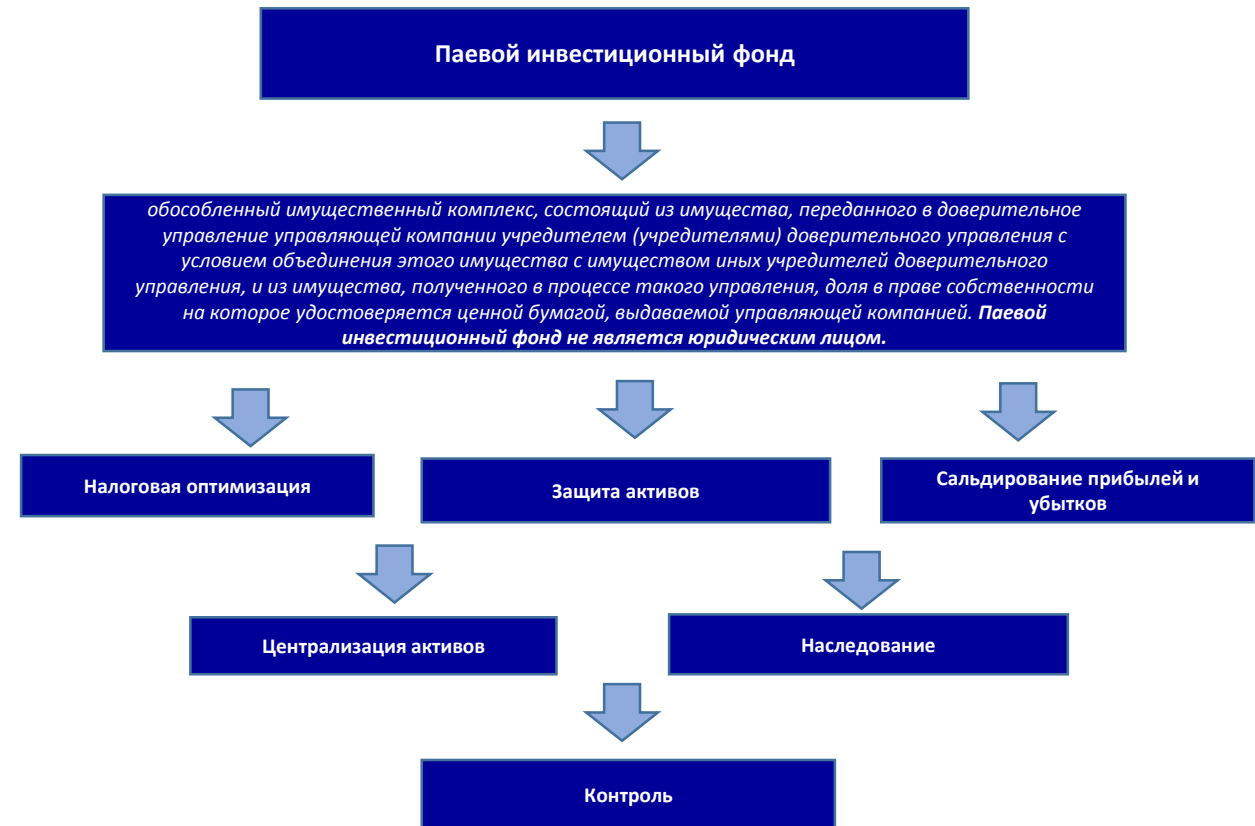 Паевой инвестиционный фонд
обособленный имущественный комплекс, состоящий из имущества, переданного в доверительное
управление управляющей компании учредителем (учредителями) доверительного управления с
условием объединения этого имущества с имуществом иных учредителей доверительного
управления, и из имущества, полученного в процессе такого управления, доля в праве собственности
на которое удостоверяется ценной бумагой, выдаваемой управляющей компанией. Паевой
инвестиционный фонд не является юридическим лицом.
Налоговая оптимизация
Защита активов
Сальдирование прибылей и
убытков
Централизация активов
Наследование
Контроль